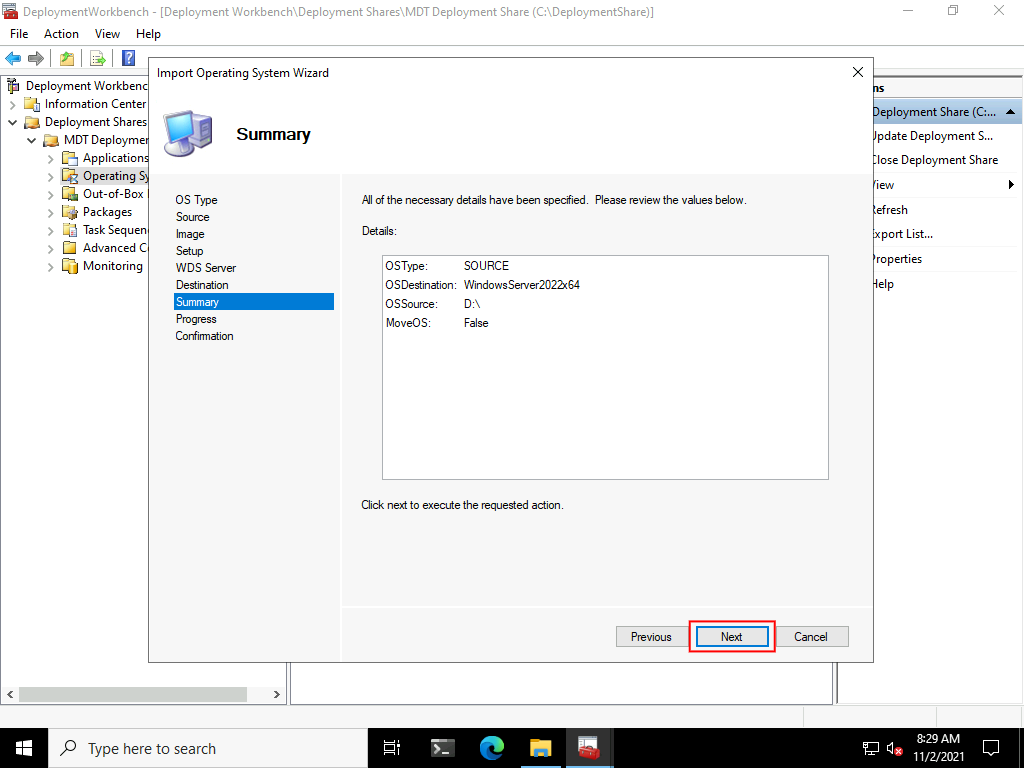 DeploymentWorkbench - [Deployment Workbench\Deployment Shares\MDT Deployment Share (C:\DeploymentShare)]
File Action View Help
Import Operating System Wizard
Summary
Deployment Workbenc
Information Center
Deployment Shares
MDT Deploymer
Applications
Operating Sy
Out-of-Box
Packages
Task Sequen
Advanced Co
Monitoring
OS Type
Source
Image
Setup
WDS Server
Destination
Summary
Progress
Confirmation
All of the necessary details have been specified. Please review the values below.
Details:
OSType: SOURCE
OSDestination: WindowsServer2022x64
OSSource: D:\
MoveOS: False
Click next to execute the requested action.
Previous Next Cancel
ns
Deployment Share (C:...
Update Deployment S...
Close Deployment Share
View
Refresh
Export List...
Properties
Help
Type here to search
8:29 AM
11/2/2021